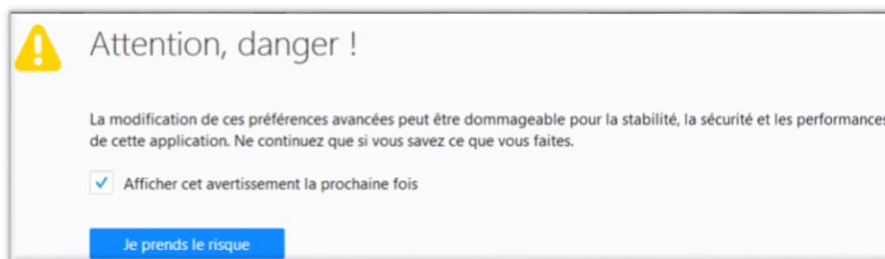 Attention, danger !
La modification de ces préférences avancées peut être dommageable pour la stabilité, la sécurité et les performances
de cette application. Ne continuez que si vous savez ce que vous faites.
Afficher cet avertissement la prochaine fois
Je prends le risque